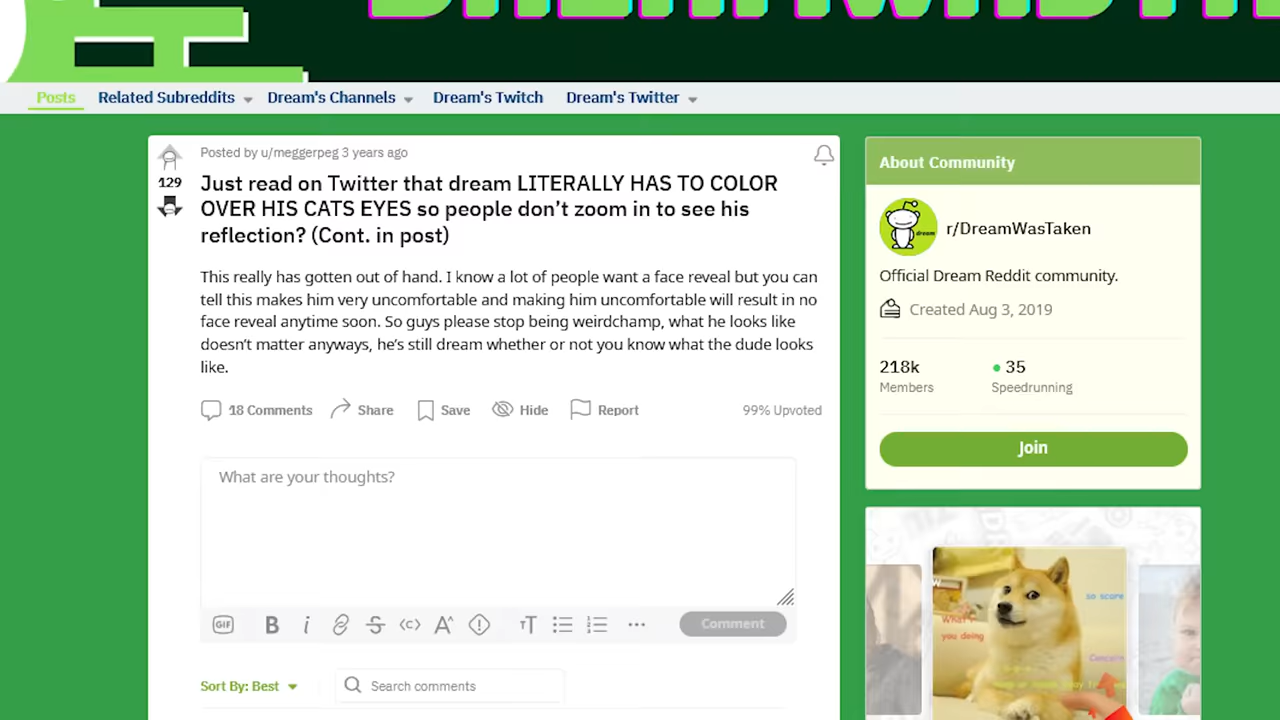 Posts Related Subreddits Dream's Channels Dream's Twitch Dream's Twitter
Posted by u/meggerpeg 3 years ago
129
Just read on Twitter that dream LITERALLY HAS TO COLOR
OVER HIS CATS EYES so people don’t zoom in to see his
reflection? (Cont. in post)
This really has gotten out of hand. I know a lot of people want a face reveal but you can
tell this makes him very uncomfortable and making him uncomfortable will result in no
face reveal anytime soon. So guys please stop being weirdchamp, what he looks like
doesn’t matter anyways, he’s still dream whether or not you know what the dude looks
like.
18 Comments Share Save Hide Report 99% Upvoted
What are your thoughts?
GIF B i Comment
Sort By: Best Search comments
About Community
dream
r/DreamWasTaken
Official Dream Reddit community.
Created Aug 3, 2019
218k 35
Members Speedrunning
Join
so scare
What
you doing
Concern